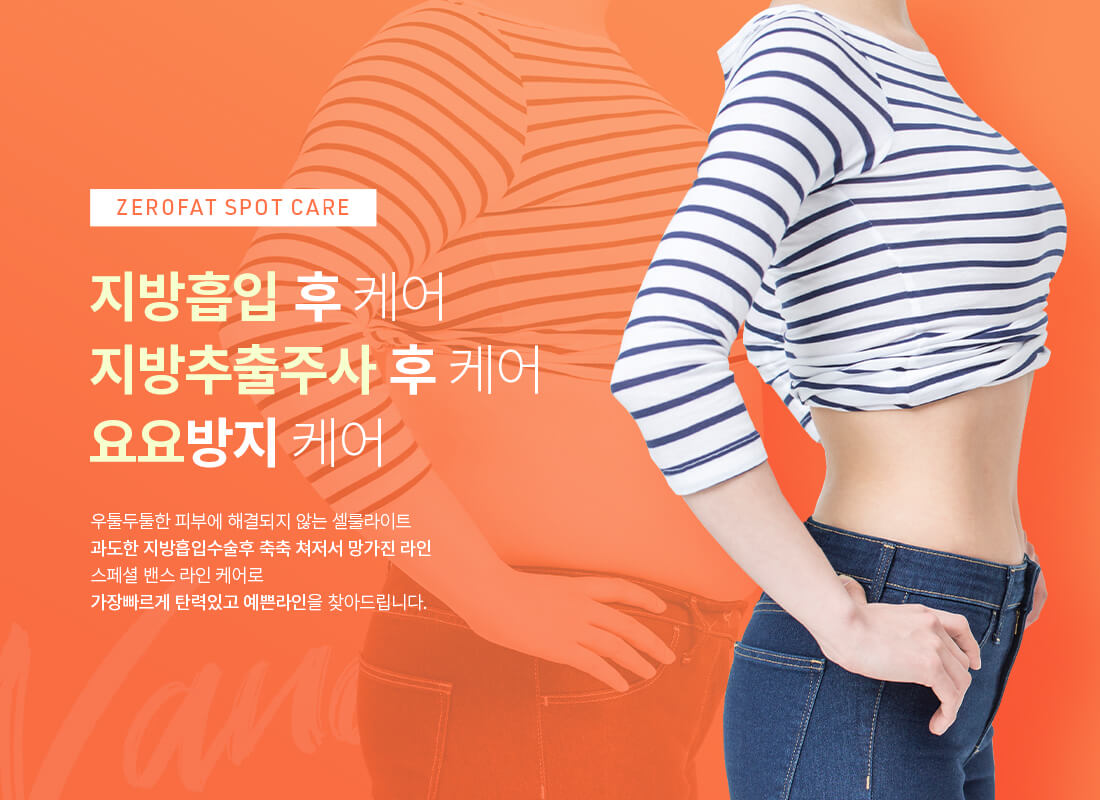 ZEROFAT SPOT CARE
지방흡입 후 케어
지방추출주사 후 케어
요요방지 케어
우툴두툴한 피부에 해결되지 않는 셀룰라이트
과도한 지방흡입수술후 축축 쳐저서 망가진 라인
스페셜 밴스 라인 케어로
가장빠르게 탄력있고 예쁜라인을 찾아드립니다.